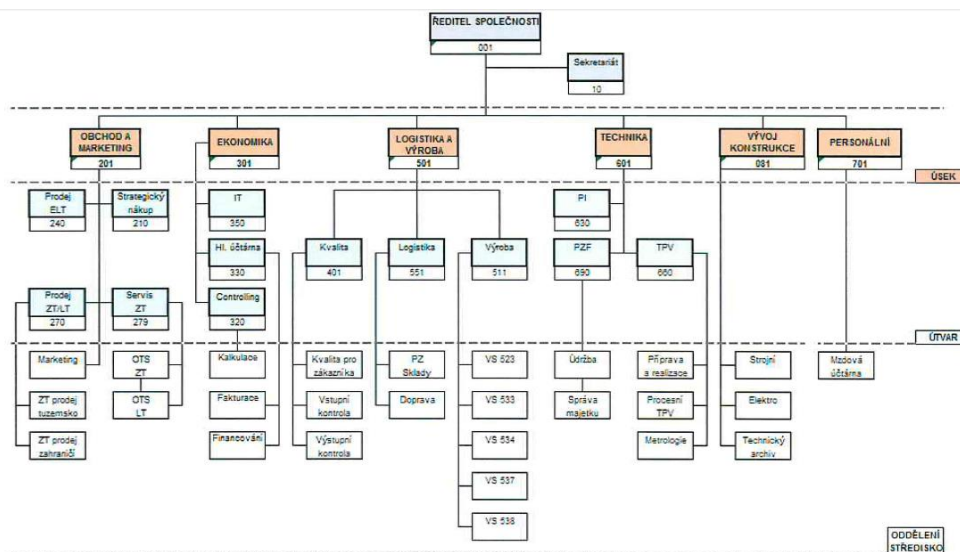 ŘEDITEL SPOLEČNOSTI
001
Sekretariát
10
OBCHOD A
MARKETING
201
EKONOMIKA
301
LOGISTIKA A
VÝROBA
501
TECHNIKA
601
VÝVOJ
KONSTRUKCE
081
PERSONÁLNÍ
701
ÚSEK
Prodej
ELT
240
Strategický
nákup
210
IT
350
PI
630
Hl. účtárna
330
Kvalita
401
Logistika
551
Výroba
511
PZF
690
TPV
660
Prodej
ZT/LT
270
Servis
ZT
279
Controlling
320
ÚTVAR
Marketing
OTS
ZT
Kalkulace
Kvalita pro
zákazníka
PZ
Sklady
VS 523
Údržba
Příprava
a realizace
Strojní
Mzdová
účtárna
ZT prodej
tuzemsko
OTS
LT
Fakturace
Vstupní
kontrola
Doprava
VS 533
Správa
majetku
Procesní
TPV
Elektro
ZT prodej
zahraničí
Financování
Výstupní
kontrola
VS 534
Metrologie
Technický
archiv
VS 537
VS 538
ODDĚLENÍ
STŘEDISKO